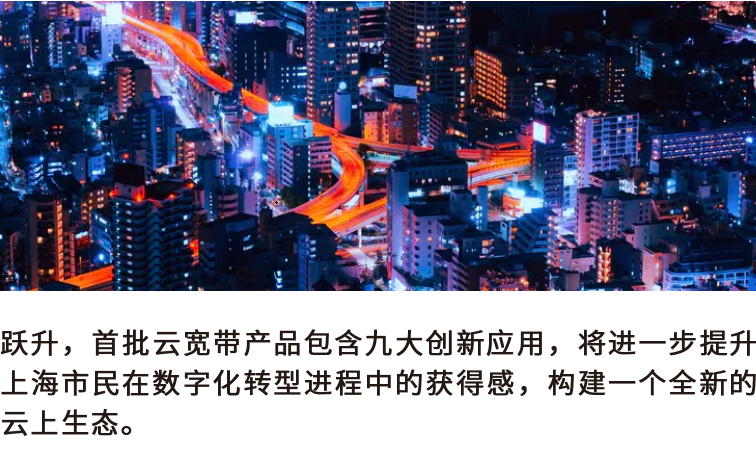 跃升，首批云宽带产品包含九大创新应用，将进一步提升
上海市民在数字化转型进程中的获得感，构建一个全新的
云上生态。